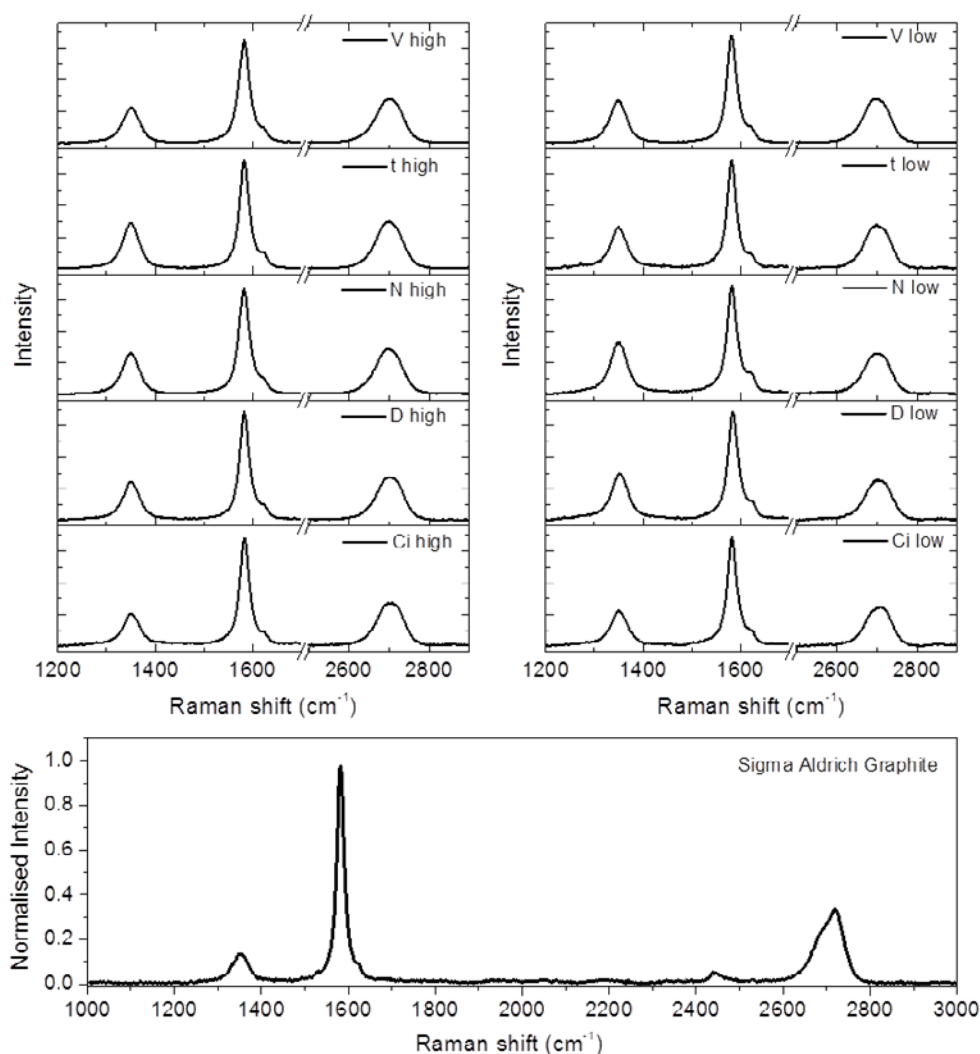 V high
V low
t high
t low
N high
N low
D high
D low
Ci high
Ci low
Intensity
Intensity
1200 1400 1600 2600 2800
1200 1400 1600 2600 2800
Raman shift (cm⁻¹)
Raman shift (cm⁻¹)
Sigma Aldrich Graphite
Normalised Intensity
1.0
0.8
0.6
0.4
0.2
0.0
1000 1200 1400 1600 1800 2000 2200 2400 2600 2800 3000
Raman shift (cm⁻¹)